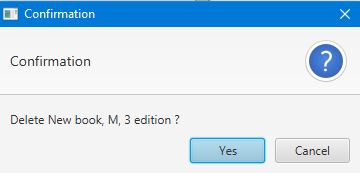 Confirmation
Confirmation
Delete New book, M, 3 edition ?
Yes Cancel